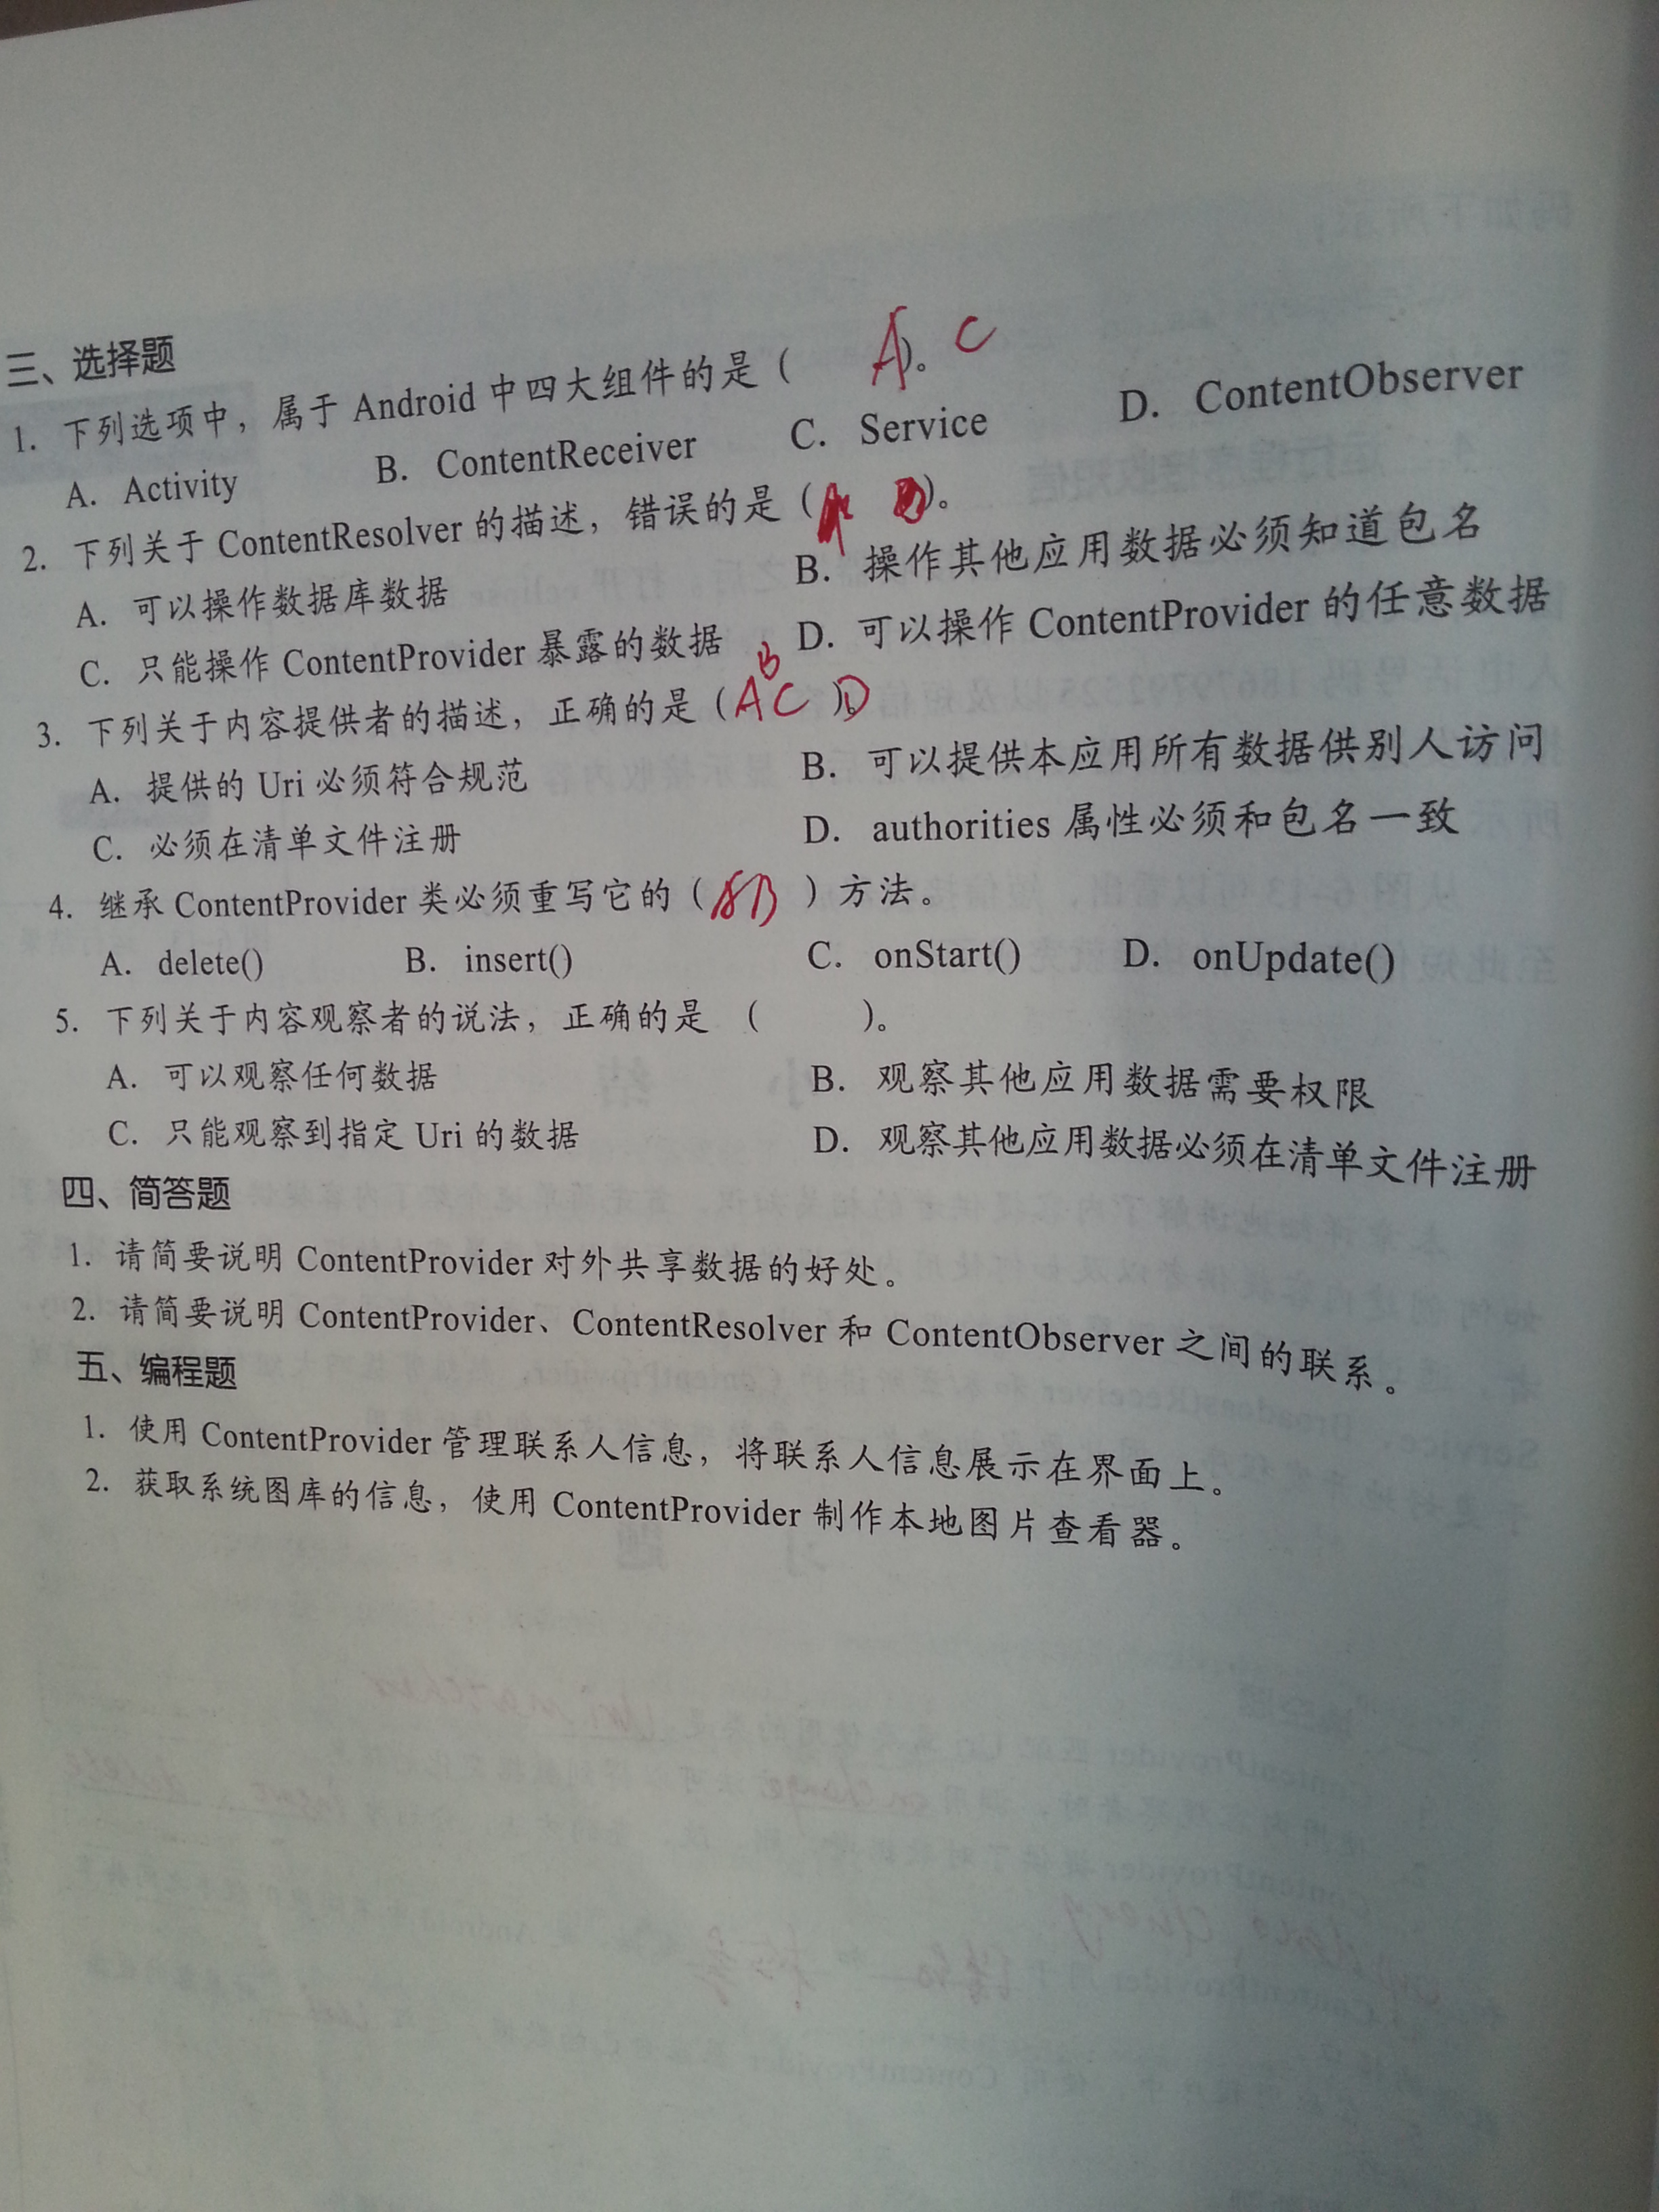 三、选择题
1. 下列选项中，属于 Android 中四大组件的是（ A ）。 C
A. Activity B. ContentReceiver C. Service D. ContentObserver
2. 下列关于 ContentResolver 的描述，错误的是（ ）。
A. 可以操作数据库数据 B. 操作其他应用数据必须知道包名
C. 只能操作 ContentProvider 暴露的数据 D. 可以操作 ContentProvider 的任意数据
B
3. 下列关于内容提供者的描述，正确的是（ A C ）。 D
A. 提供的 Uri 必须符合规范 B. 可以提供本应用所有数据供别人访问
C. 必须在清单文件注册 D. authorities 属性必须和包名一致
4. 继承 ContentProvider 类必须重写它的（ AB ）方法。
A. delete() B. insert() C. onStart() D. onUpdate()
5. 下列关于内容观察者的说法，正确的是 （ ）。
A. 可以观察任何数据 B. 观察其他应用数据需要权限
C. 只能观察到指定 Uri 的数据 D. 观察其他应用数据必须在清单文件注册
四、简答题
1. 请简要说明 ContentProvider 对外共享数据的好处。
2. 请简要说明 ContentProvider、ContentResolver 和 ContentObserver 之间的联系。
五、编程题
1. 使用 ContentProvider 管理联系人信息，将联系人信息展示在界面上。
2. 获取系统图库的信息，使用 ContentProvider 制作本地图片查看器。